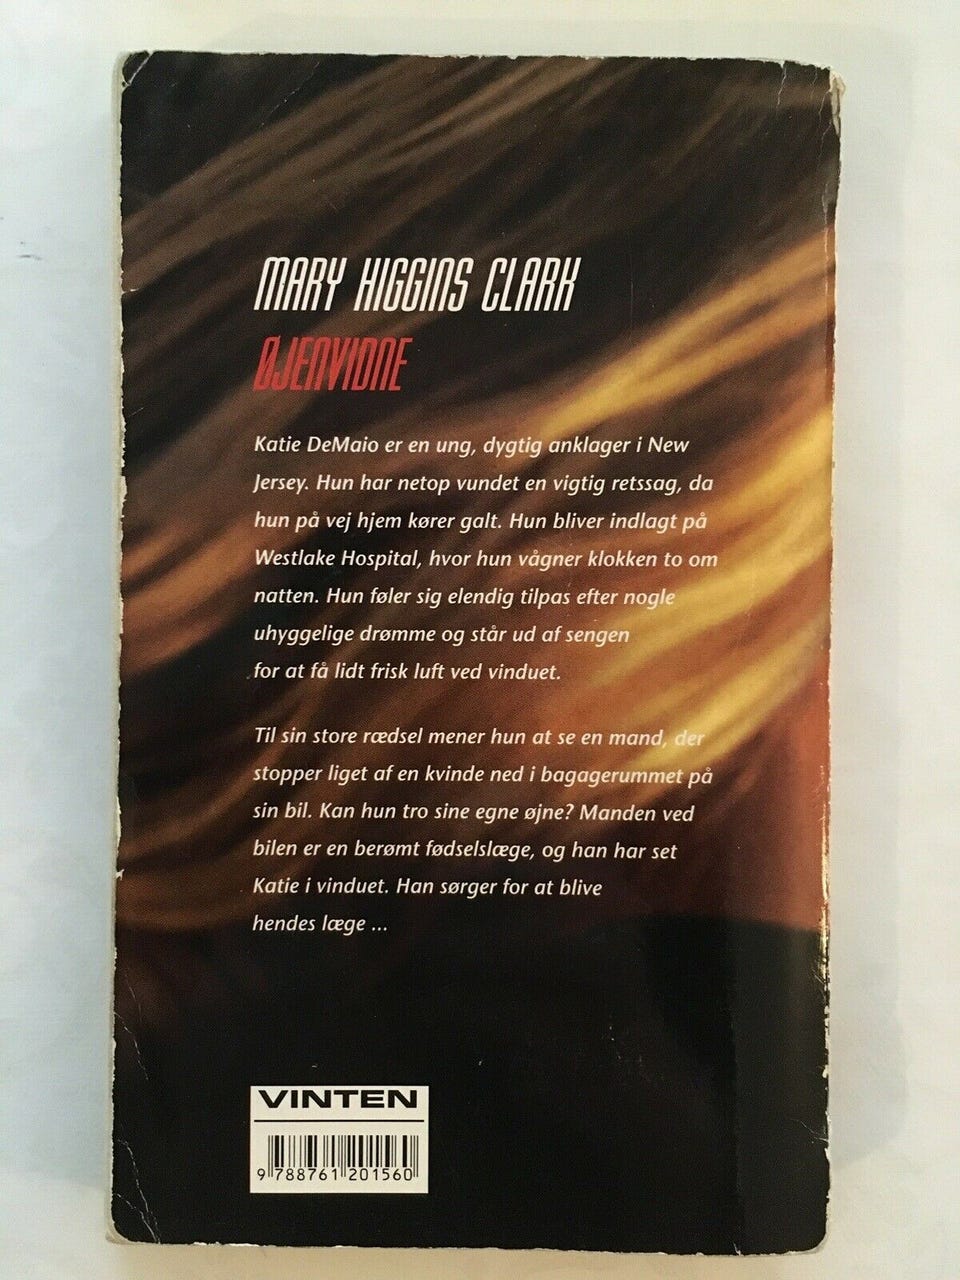 MARY HIGGINS CLARK
ØJENVIDNE
Katie DeMaio er en ung, dygtig anklager i New
Jersey. Hun har netop vundet en vigtig retssag, da
hun på vej hjem kører galt. Hun bliver indlagt på
Westlake Hospital, hvor hun vågner klokken to om
natten. Hun føler sig elendig tilpas efter nogle
uhyggelige drømme og står ud af sengen
for at få lidt frisk luft ved vinduet.
Til sin store rædsel mener hun at se en mand, der
stopper liget af en kvinde ned i bagagerummet på
sin bil. Kan hun tro sine egne øjne? Manden ved
bilen er en berømt fødselslæge, og han har set
Katie i vinduet. Han sørger for at blive
hendes læge ...
VINTEN
9 788761 201560